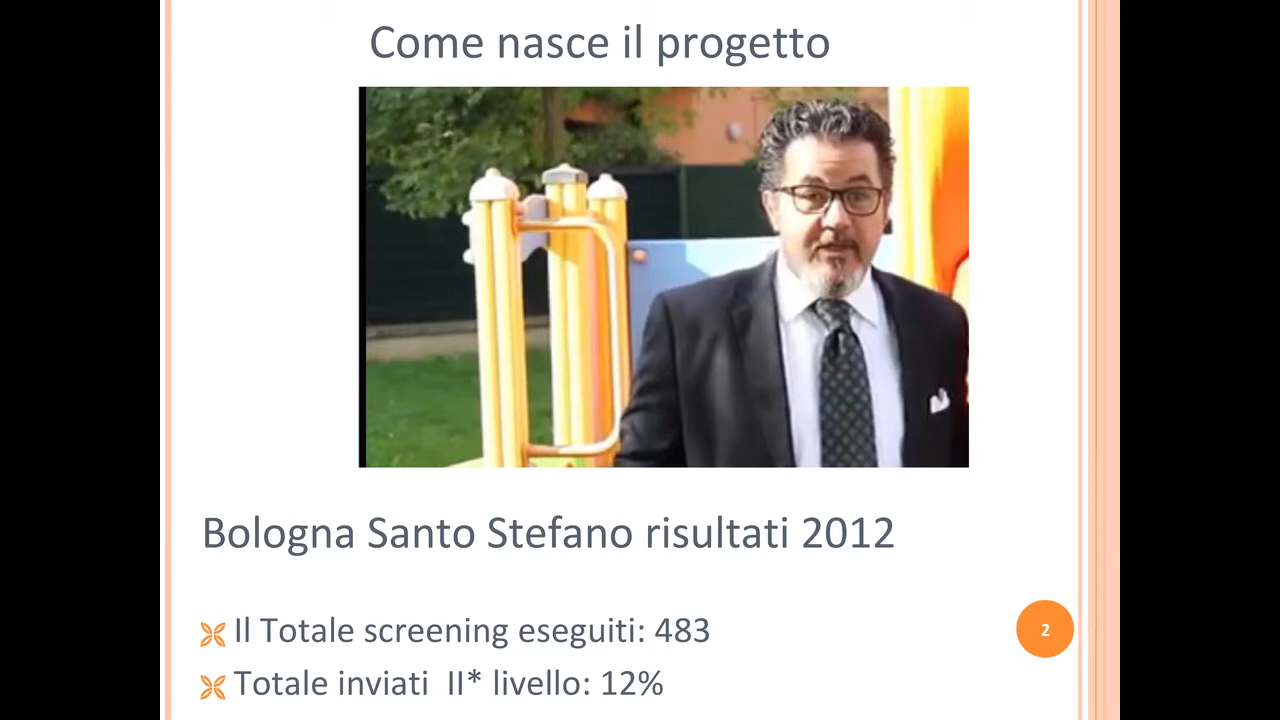 Come nasce il progetto
Bologna Santo Stefano risultati 2012
Il Totale screening eseguiti: 483
2
Totale inviati  II* livello: 12%